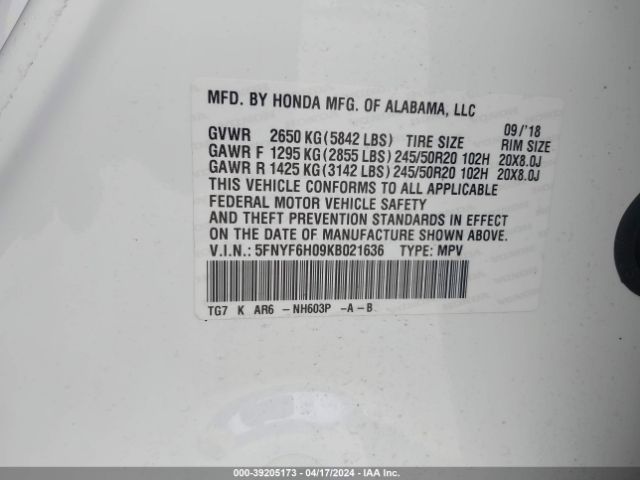 MFD. BY HONDA MFG. OF ALABAMA, LLC
09/'18
GVWR 2650 KG(5842 LBS) TIRE SIZE RIM SIZE
GAWR F 1295 KG(2855 LBS) 245/50R20 102H 20X8.0J
GAWR R 1425 KG(3142 LBS) 245/50R20 102H 20X8.0J
THIS VEHICLE CONFORMS TO ALL APPLICABLE
FEDERAL MOTOR VEHICLE SAFETY
AND THEFT PREVENTION STANDARDS IN EFFECT
ON THE DATE OF MANUFACTURE SHOWN ABOVE.
V.I.N.: 5FNYF6H09KB021636 TYPE: MPV
TG7 K AR6 -NH603P -A-B
000-39205173 - 04/17/2024 - IAA Inc.